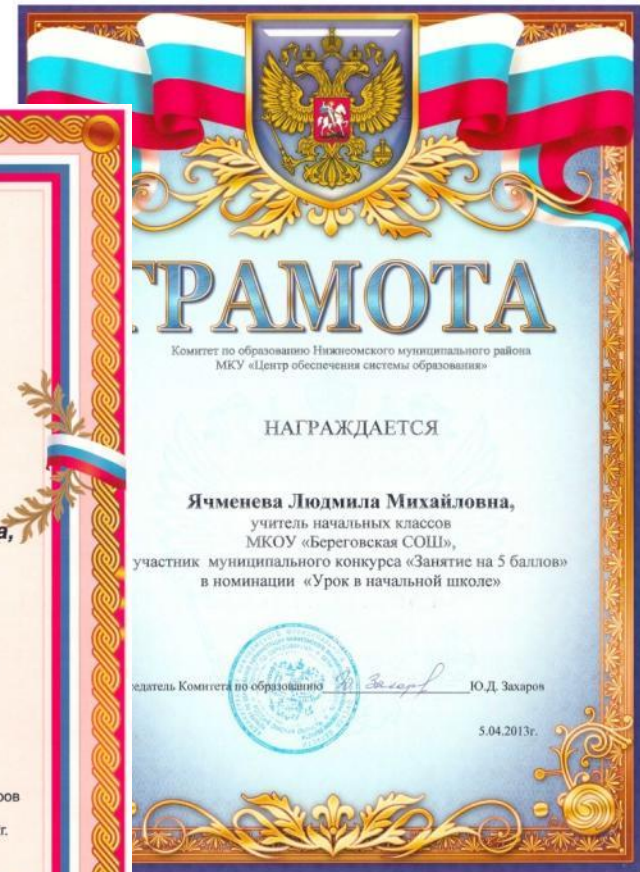 ГРАМОТА
Комитет по образованию Нижнеомского муниципального района
МКУ «Центр обеспечения системы образования»
НАГРАЖДАЕТСЯ
Ячменева Людмила Михайловна,
учитель начальных классов
МКОУ «Береговская СОШ»,
участник муниципального конкурса «Занятие на 5 баллов»
в номинации «Урок в начальной школе»
Комитета по образованию Ю.Д. Захаров
5.04.2013г.
а,
ров
г.